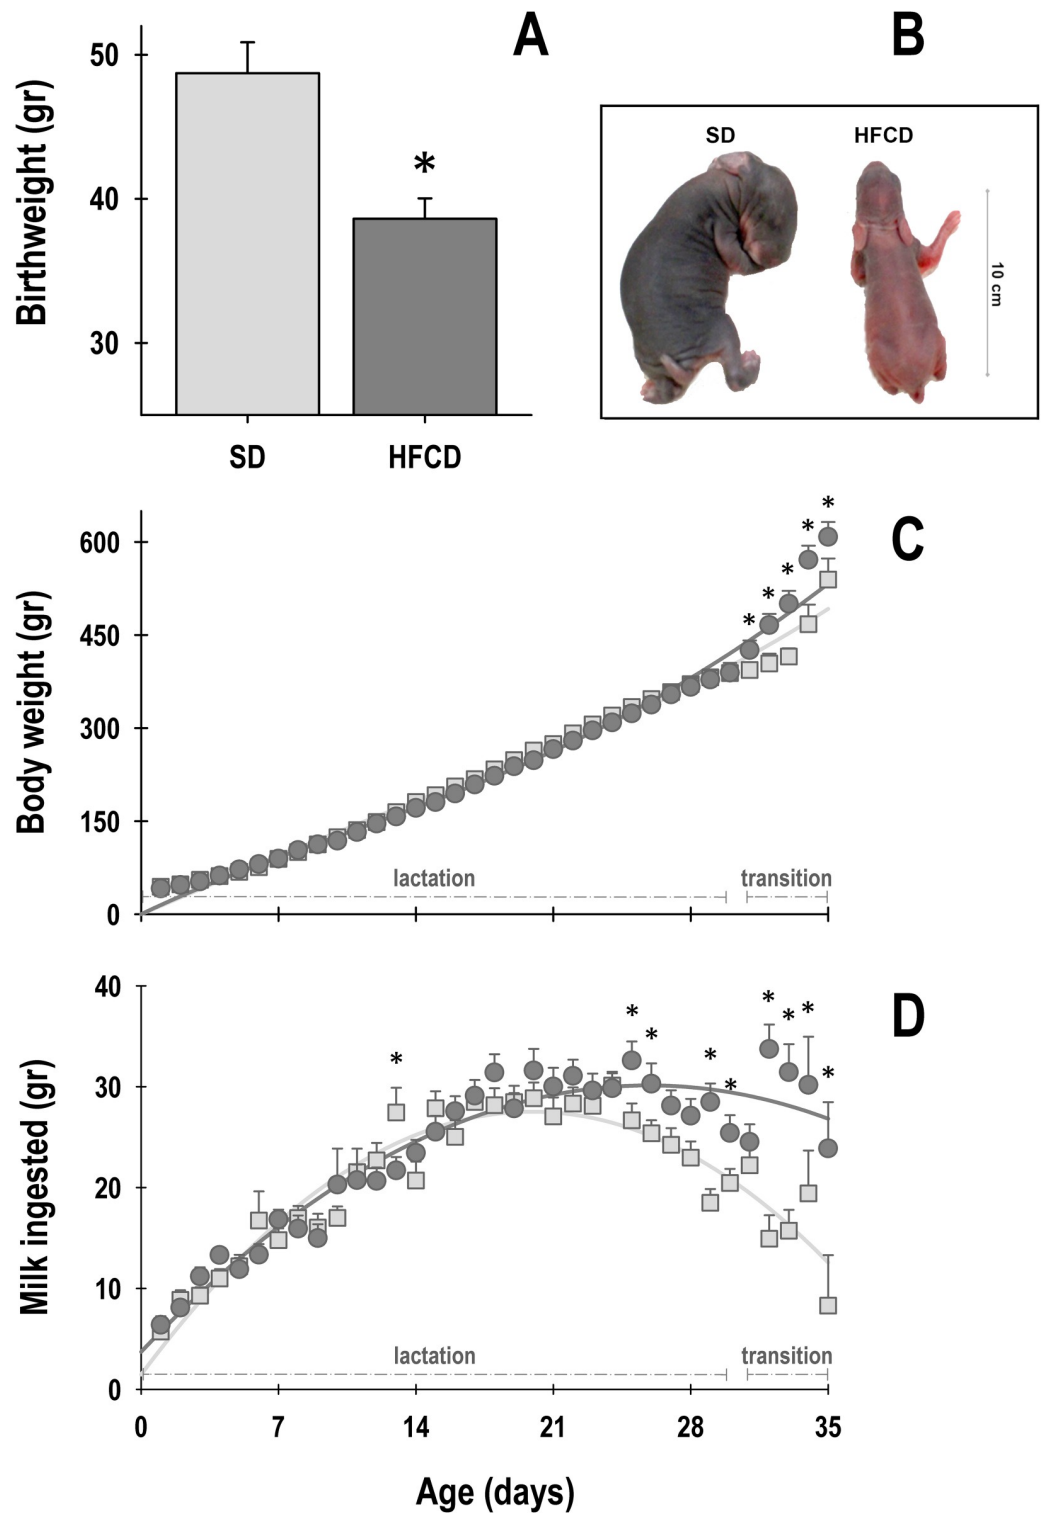 A
B
Birthweight (gr)
50
40
30
*
SD
HFCD
SD
HFCD
10 cm
C
Body weight (gr)
600
450
300
150
0
* * * * *
lactation
transition
D
Milk ingested (gr)
40
30
20
10
0
* * * * * * * * *
lactation
transition
0 7 14 21 28 35
Age (days)